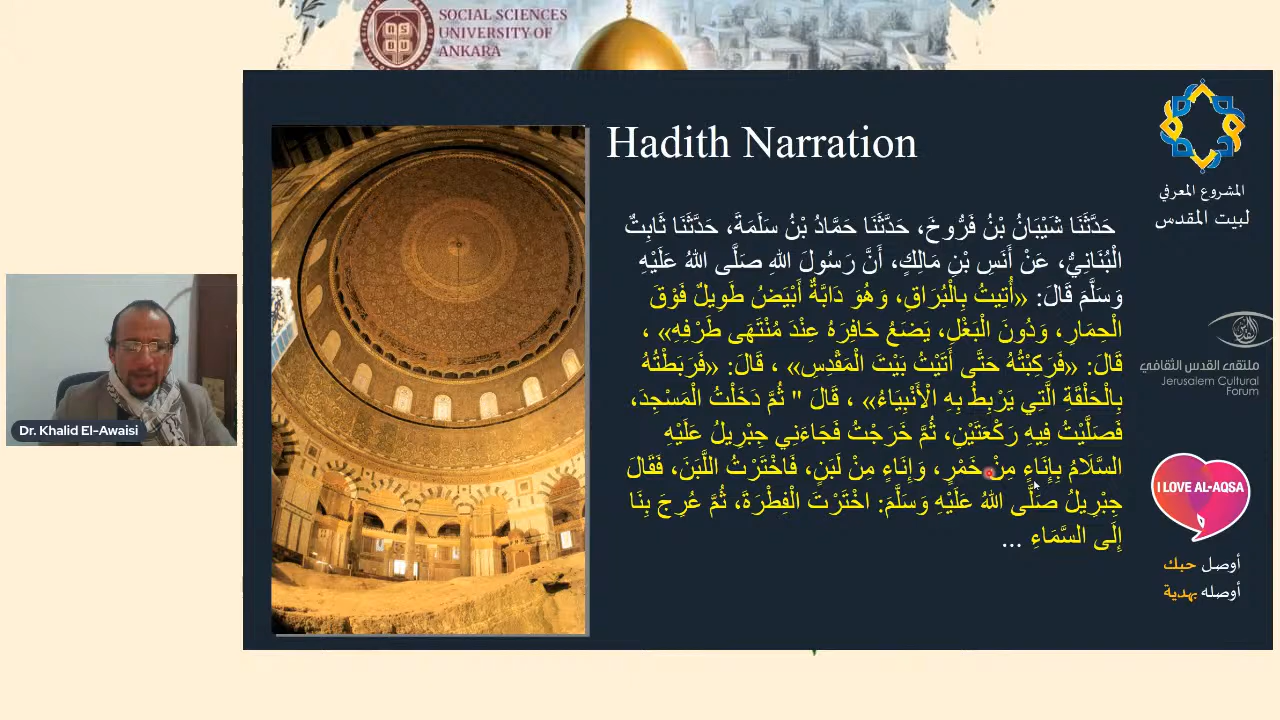 SOCIAL SCIENCES
UNIVERSITY OF
ANKARA
Hadith Narration
حَدَّثَنَا شَيْبَانُ بْنُ فَرُّوخَ، حَدَّثَنَا حَمَّادُ بْنُ سَلَمَةَ، حَدَّثَنَا ثَابِتٌ
الْبُنَانِيُّ، عَنْ أَنَسِ بْنِ مَالِكٍ، أَنَّ رَسُولَ اللهِ صَلَّى اللهُ عَلَيْهِ
وَسَلَّمَ قَالَ: «أُتِيتُ بِالْبُرَاقِ، وَهُوَ دَابَّةٌ أَبْيَضُ طَوِيلٌ فَوْقَ
الْحِمَارِ، وَدُونَ الْبَغْلِ، يَضَعُ حَافِرَهُ عِنْدَ مُنْتَهَى طَرْفِهِ» ،
قَالَ: «فَرَكِبْتُهُ حَتَّى أَتَيْتُ بَيْتَ الْمَقْدِسِ» ، قَالَ: «فَرَبَطْتُهُ
بِالْحَلْقَةِ الَّتِي يَرْبِطُ بِهِ الْأَنْبِيَاءُ» ، قَالَ " ثُمَّ دَخَلْتُ الْمَسْجِدَ،
فَصَلَّيْتُ فِيهِ رَكْعَتَيْنِ، ثُمَّ خَرَجْتُ فَجَاءَنِي جِبْرِيلُ عَلَيْهِ
السَّلَامُ بِإِنَاءٍ مِنْ خَمْرٍ، وَإِنَاءٍ مِنْ لَبَنٍ، فَاخْتَرْتُ اللَّبَنَ، فَقَالَ
جِبْرِيلُ صَلَّى اللهُ عَلَيْهِ وَسَلَّمَ: اخْتَرْتَ الْفِطْرَةَ، ثُمَّ عُرِجَ بِنَا
إِلَى السَّمَاءِ ...
المشروع المعرفي
لبيت المقدس
ملتقى القدس الثقافي
Jerusalem Cultural
Forum
I LOVE AL-AQSA
أوصل حبك
أوصله بهدية
Dr. Khalid El-Awaisi